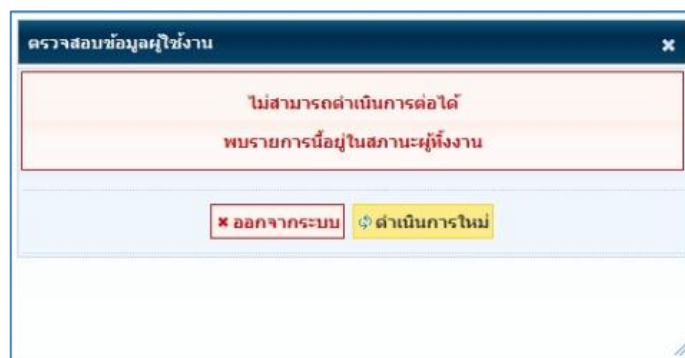 ตรวจสอบข้อมูลผู้ใช้งาน
ไม่สามารถดำเนินการต่อได้
พบรายการนี้อยู่ในสภานะผู้ทิ้งงาน
ออกจากระบบ ดำเนินการใหม่